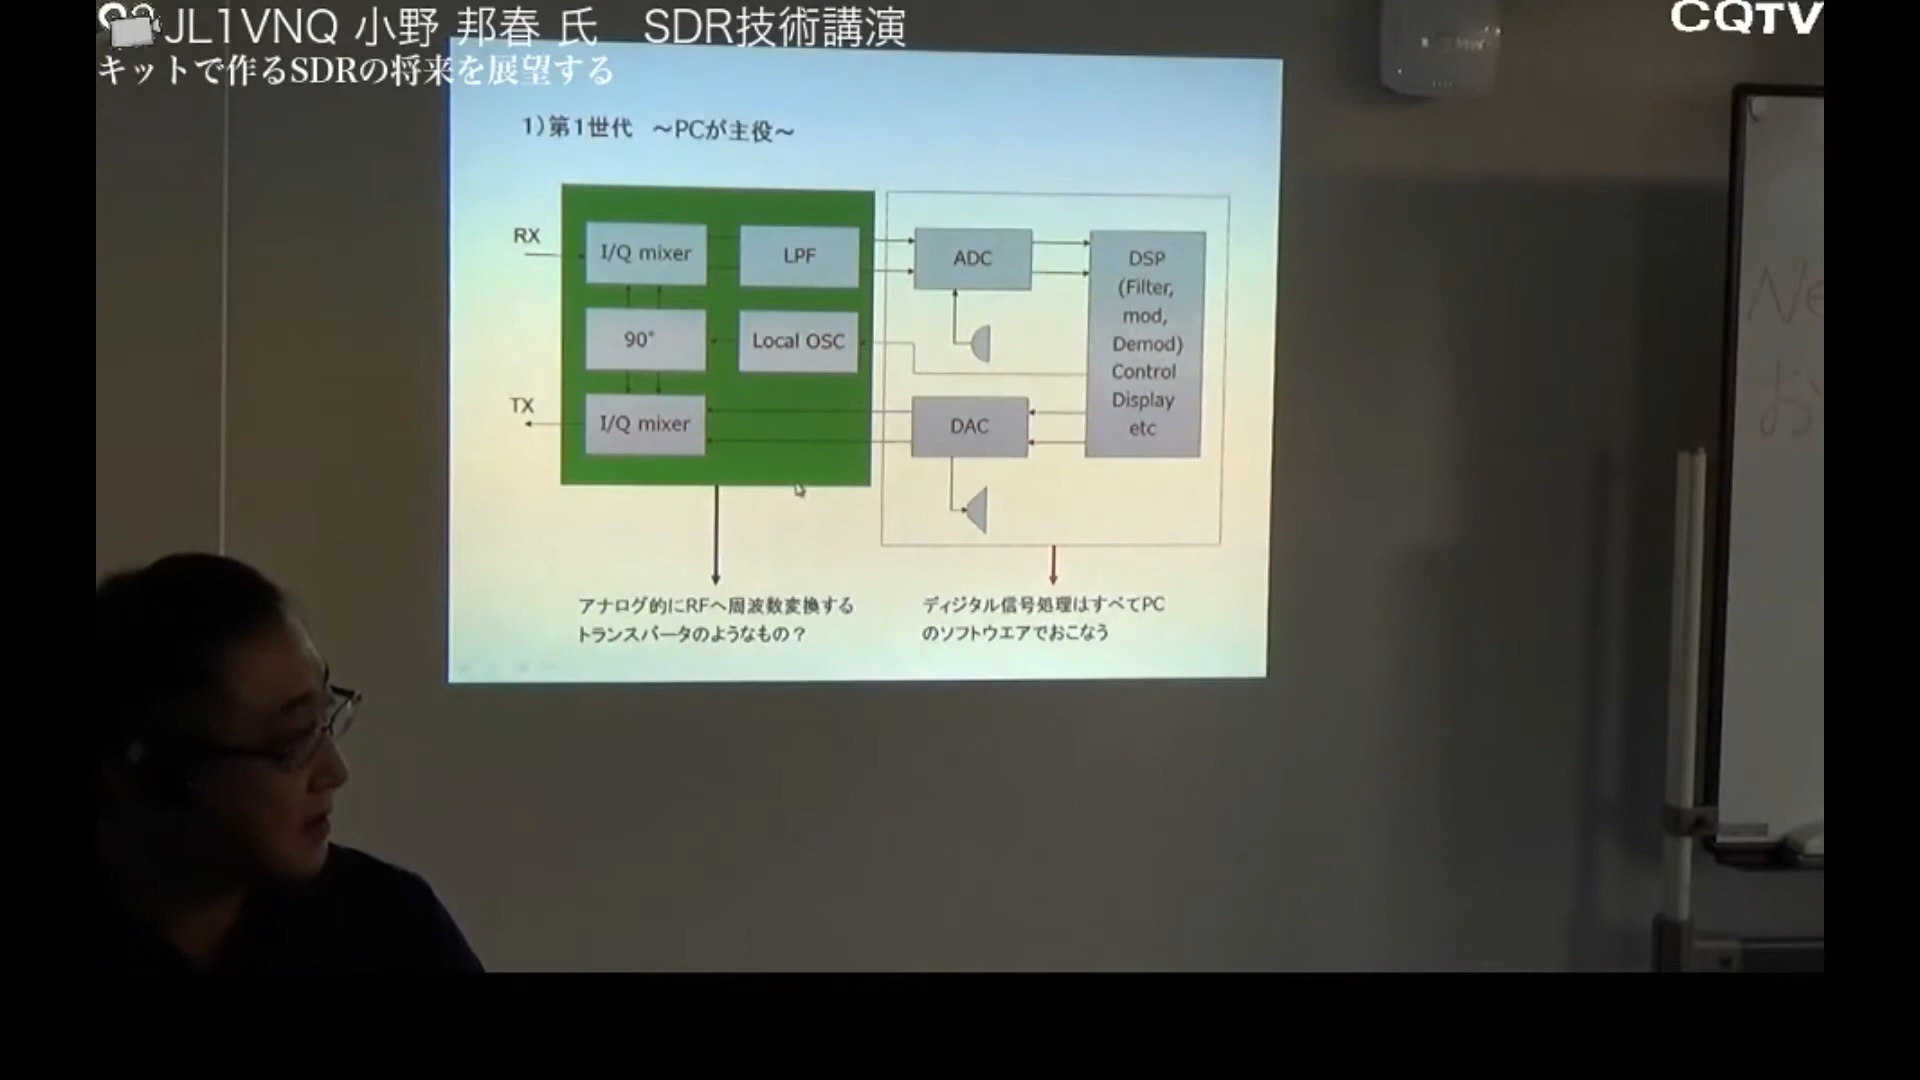 JL1VNQ 小野 邦春 氏　SDR技術講演
CQTV
キットで作るSDRの将来を展望する
1)第1世代　～PCが主役～
RX
I/Q mixer
LPF
ADC
DSP
(Filter,
mod,
Demod)
Control
Display
etc
90°
Local OSC
TX
I/Q mixer
DAC
アナログ的にRFへ周波数変換する
トランスバータのようなもの？
ディジタル信号処理はすべてPC
のソフトウエアでおこなう